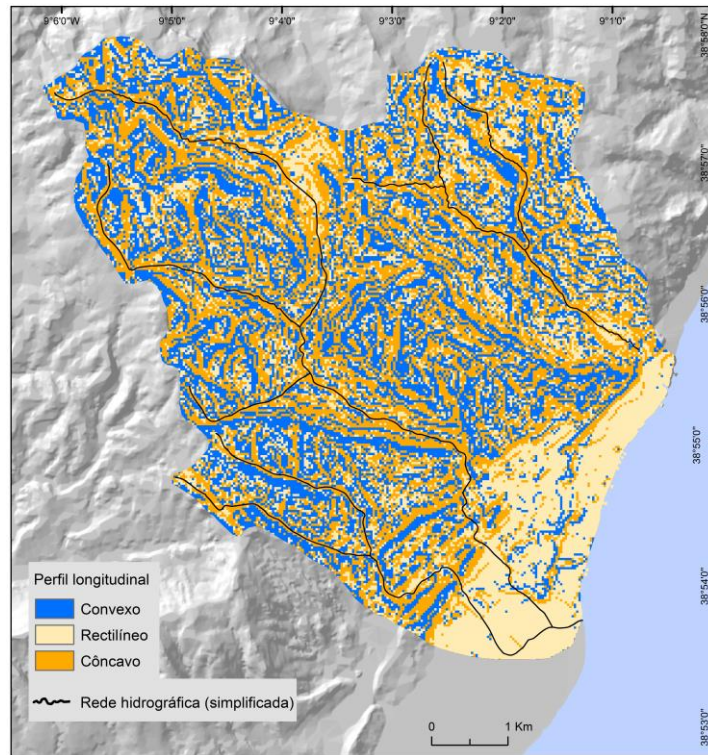 9°6'0"W 9°5'0" 9°4'0" 9°3'0" 9°2'0" 9°1'0"
38°58'0"N
38°57'0"
38°56'0"
38°55'0"
38°54'0"
38°53'0"
Perfil longitudinal
Convexo
Rectilíneo
Côncavo
Rede hidrográfica (simplificada)
0 1 Km